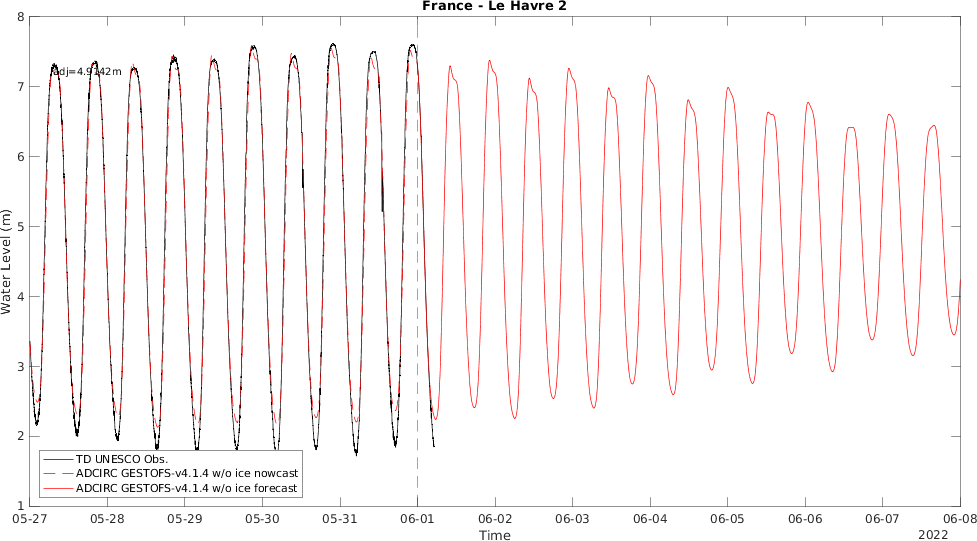 France - Le Havre 2
8
7
6
5
4
3
2
1
Water Level (m)
adj=4.9142m
TD UNESCO Obs.
ADCIRC GESTOFS-v4.1.4 w/o ice nowcast
ADCIRC GESTOFS-v4.1.4 w/o ice forecast
05-27 05-28 05-29 05-30 05-31 06-01 06-02 06-03 06-04 06-05 06-06 06-07 06-08
Time
2022